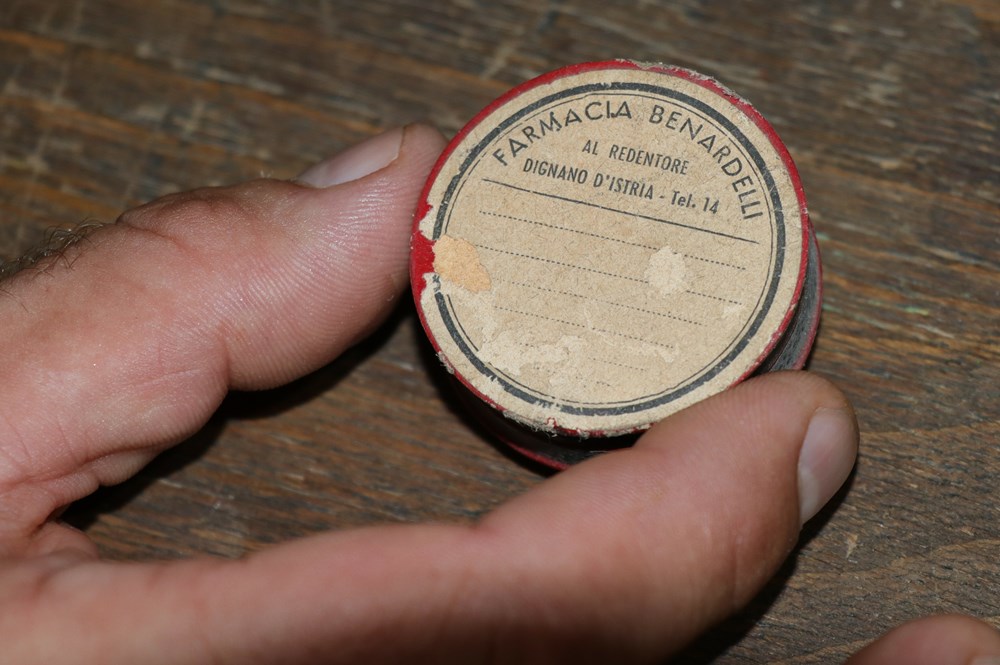 FARMACIA BENARDELLI
AL REDENTORE
DIGNANO D'ISTRIA - Tel. 14